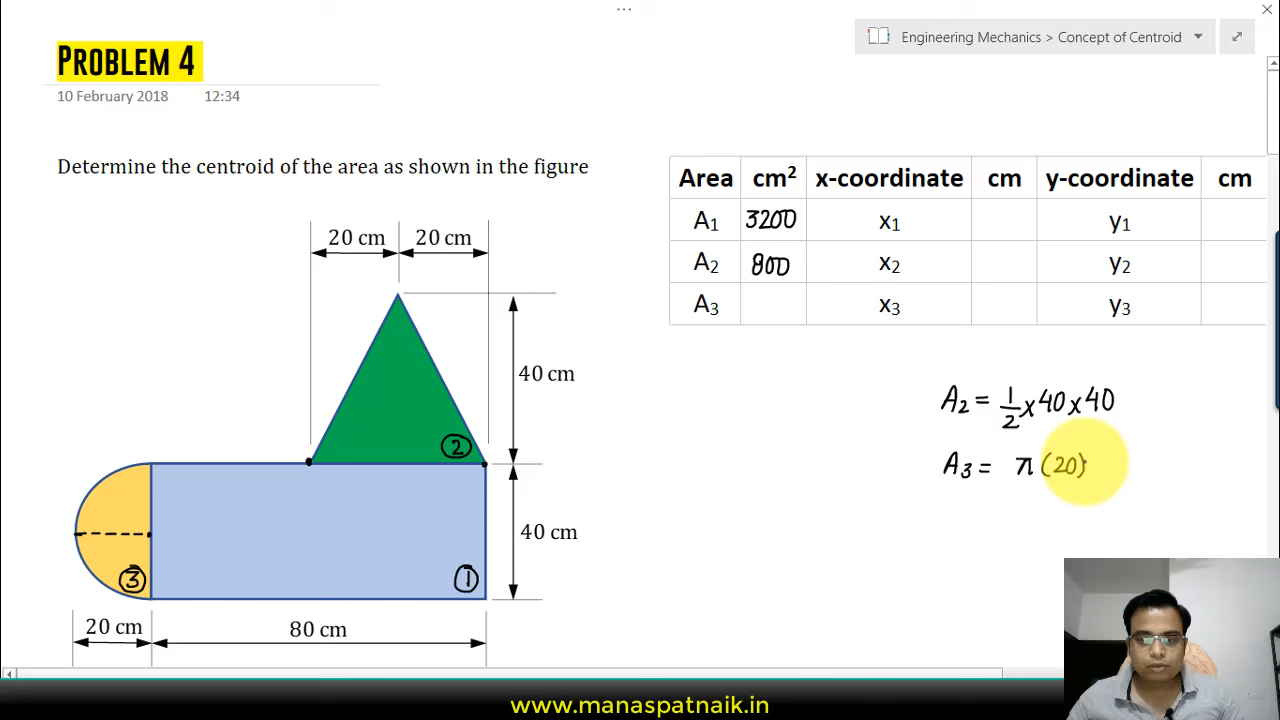 PROBLEM 4
10 February 2018 12:34
Engineering Mechanics > Concept of Centroid
Determine the centroid of the area as shown in the figure
Area cm² x-coordinate cm y-coordinate cm
A₁ 3200 x₁ y₁
A₂ 800 x₂ y₂
A₃ x₃ y₃
20 cm 20 cm
40 cm
②
40 cm
③ ①
20 cm 80 cm
A₂ = 1/2 x 40 x 40
A₃ = π (20)
www.manaspatnaik.in